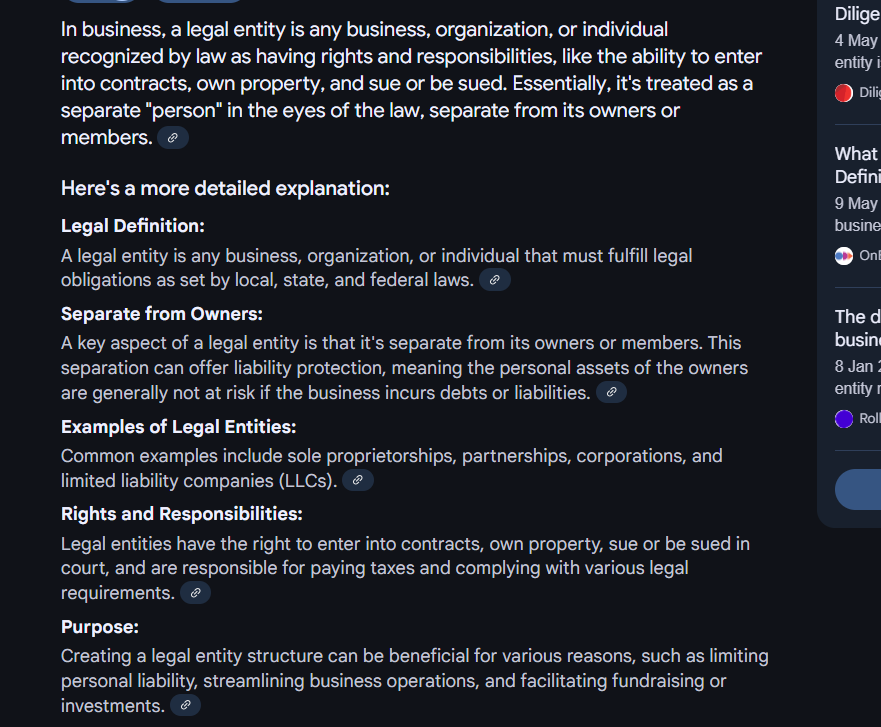 In business, a legal entity is any business, organization, or individual
recognized by law as having rights and responsibilities, like the ability to enter
into contracts, own property, and sue or be sued. Essentially, it's treated as a
separate "person" in the eyes of the law, separate from its owners or
members.
Here's a more detailed explanation:
Legal Definition:
A legal entity is any business, organization, or individual that must fulfill legal
obligations as set by local, state, and federal laws.
Separate from Owners:
A key aspect of a legal entity is that it's separate from its owners or members. This
separation can offer liability protection, meaning the personal assets of the owners
are generally not at risk if the business incurs debts or liabilities.
Examples of Legal Entities:
Common examples include sole proprietorships, partnerships, corporations, and
limited liability companies (LLCs).
Rights and Responsibilities:
Legal entities have the right to enter into contracts, own property, sue or be sued in
court, and are responsible for paying taxes and complying with various legal
requirements.
Purpose:
Creating a legal entity structure can be beneficial for various reasons, such as limiting
personal liability, streamlining business operations, and facilitating fundraising or
investments.
Dilige
4 May
entity i
Dilig
What
Defini
9 May
busine
OnE
The d
busine
8 Jan 2
entity r
Roll